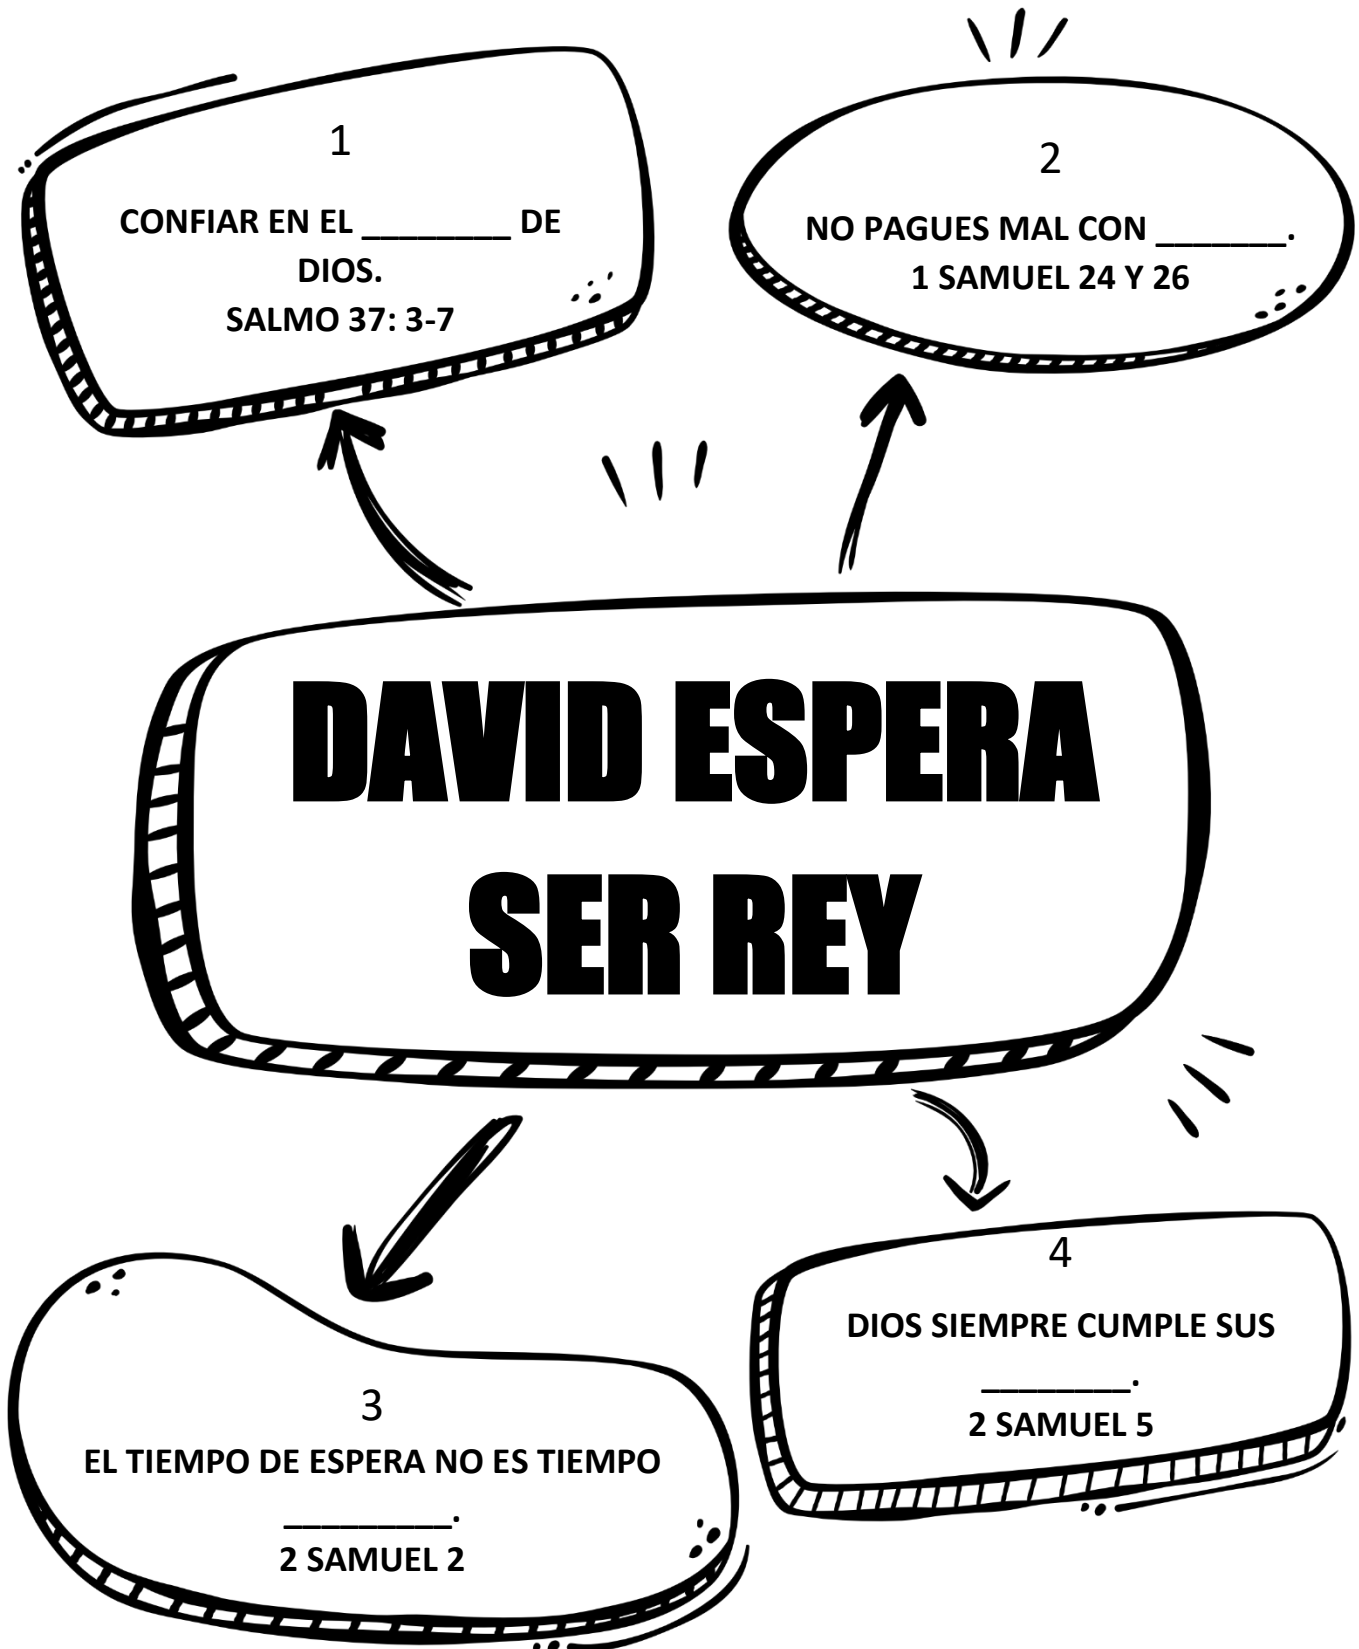 1
CONFIAR EN EL ________ DE
DIOS.
SALMO 37: 3-7
2
NO PAGUES MAL CON _______.
1 SAMUEL 24 Y 26
DAVID ESPERA
SER REY
3
EL TIEMPO DE ESPERA NO ES TIEMPO
_________.
2 SAMUEL 2
4
DIOS SIEMPRE CUMPLE SUS
________.
2 SAMUEL 5